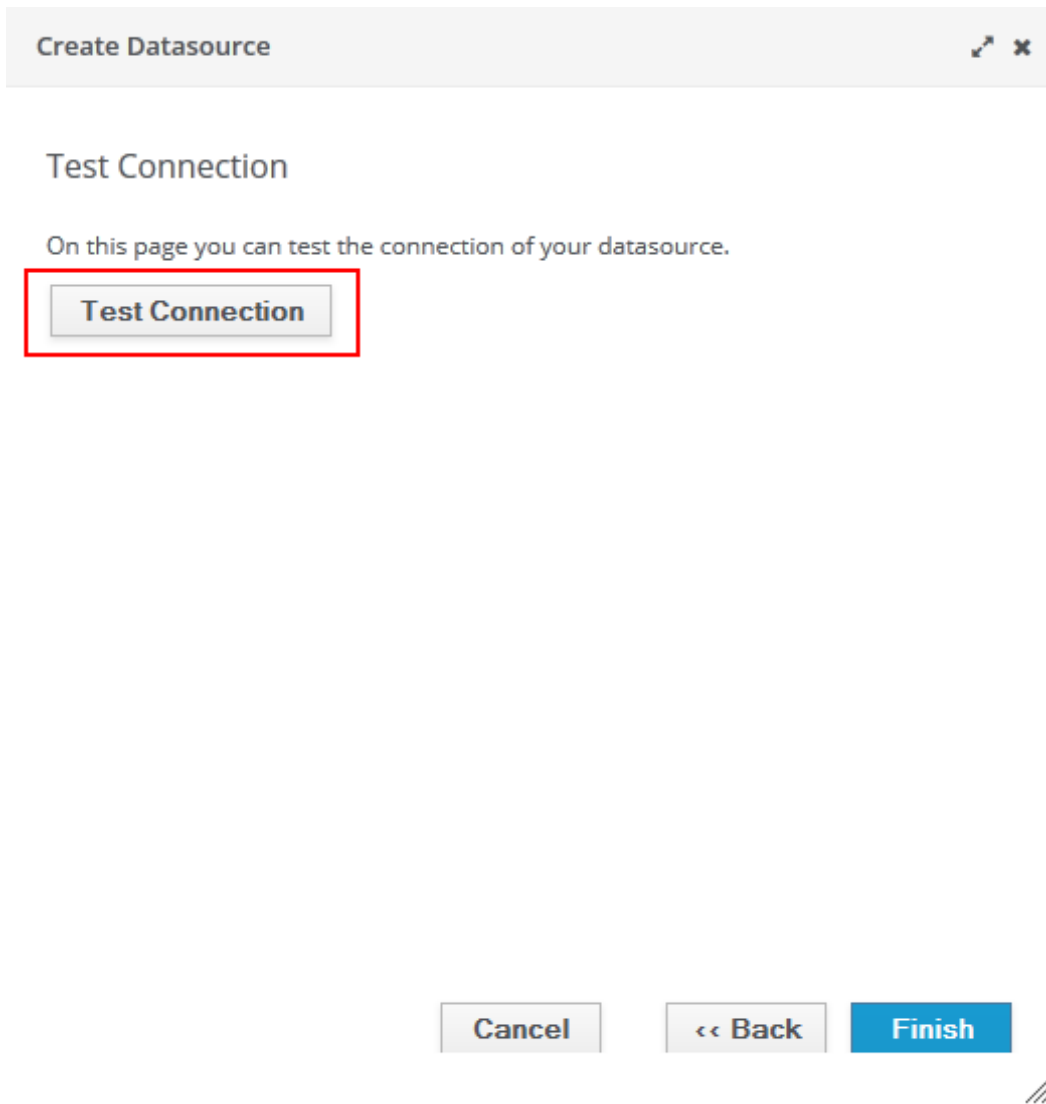 Create Datasource
Test Connection
On this page you can test the connection of your datasource.
Test Connection
Cancel
‹‹ Back
Finish